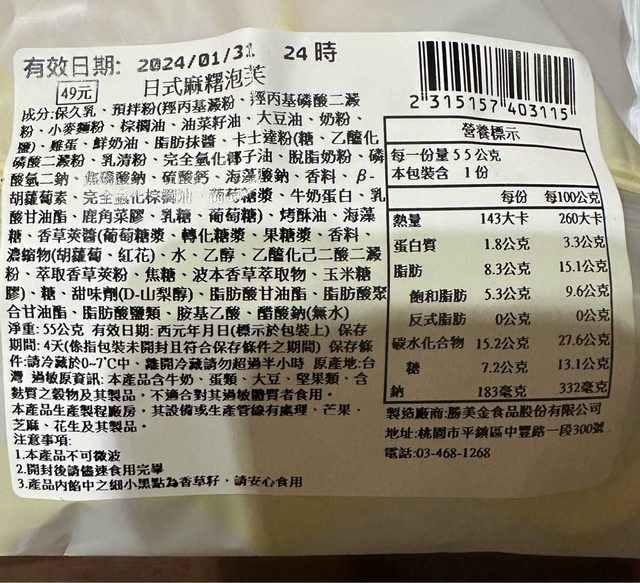 有效日期: 2024/01/31 24時
49元 日式麻糬泡芙
成分:保久乳、預拌粉(羥丙基澱粉、羥丙基磷酸二澱
粉、小麥麵粉、棕櫚油、油菜籽油、大豆油、奶粉、
鹽)、雞蛋、鮮奶油、脂肪抹醬、卡士達粉(糖、乙醯化
磷酸二澱粉、乳清粉、完全氫化椰子油、脫脂奶粉、磷
酸氫二鈉、焦磷酸鈉、硫酸鈣、海藻酸鈉、香料、β-
胡蘿蔔素、完全氫化棕櫚油、葡萄糖漿、牛奶蛋白、乳
酸甘油酯、鹿角菜膠、乳糖、葡萄糖)、烤酥油、海藻
糖、香草莢醬(葡萄糖漿、轉化糖漿、果糖漿、香料、
濃縮物(胡蘿蔔、紅花)、水、乙醇、乙醯化己二酸二澱
粉、萃取香草莢粉、焦糖、波本香草萃取物、玉米糖
膠)、糖、甜味劑(D-山梨醇)、脂肪酸甘油酯、脂肪酸聚
合甘油酯、脂肪酸鹽類、胺基乙酸、醋酸鈉(無水)
淨重:55公克 有效日期:西元年月日(標示於包裝上) 保存
期間:4天(係指包裝未開封且符合保存條件之期間) 保存條
件:請冷藏於0~7℃中、離開冷藏請勿超過半小時 原產地:台
灣 過敏原資訊:本產品含牛奶、蛋類、大豆、堅果類、含
麩質之穀物及其製品,不適合對其過敏體質者食用。
本產品生產製程廠房,其設備或生產管線有處理、芒果、
芝麻、花生及其製品。
注意事項:
1.本產品不可微波
2.開封後請儘速食用完畢
3.產品內餡中之細小黑點為香草籽,請安心食用
2 315157 403115
營養標示
每一份量55公克
本包裝含 1份
每份 每100公克
熱量 143大卡 260大卡
蛋白質 1.8公克 3.3公克
脂肪 8.3公克 15.1公克
飽和脂肪 5.3公克 9.6公克
反式脂肪 0公克 0公克
碳水化合物 15.2公克 27.6公克
糖 7.2公克 13.1公克
鈉 183毫克 332毫克
製造廠商:勝美金食品股份有限公司
地址:桃園市平鎮區中豐路一段300號
電話:03-468-1268